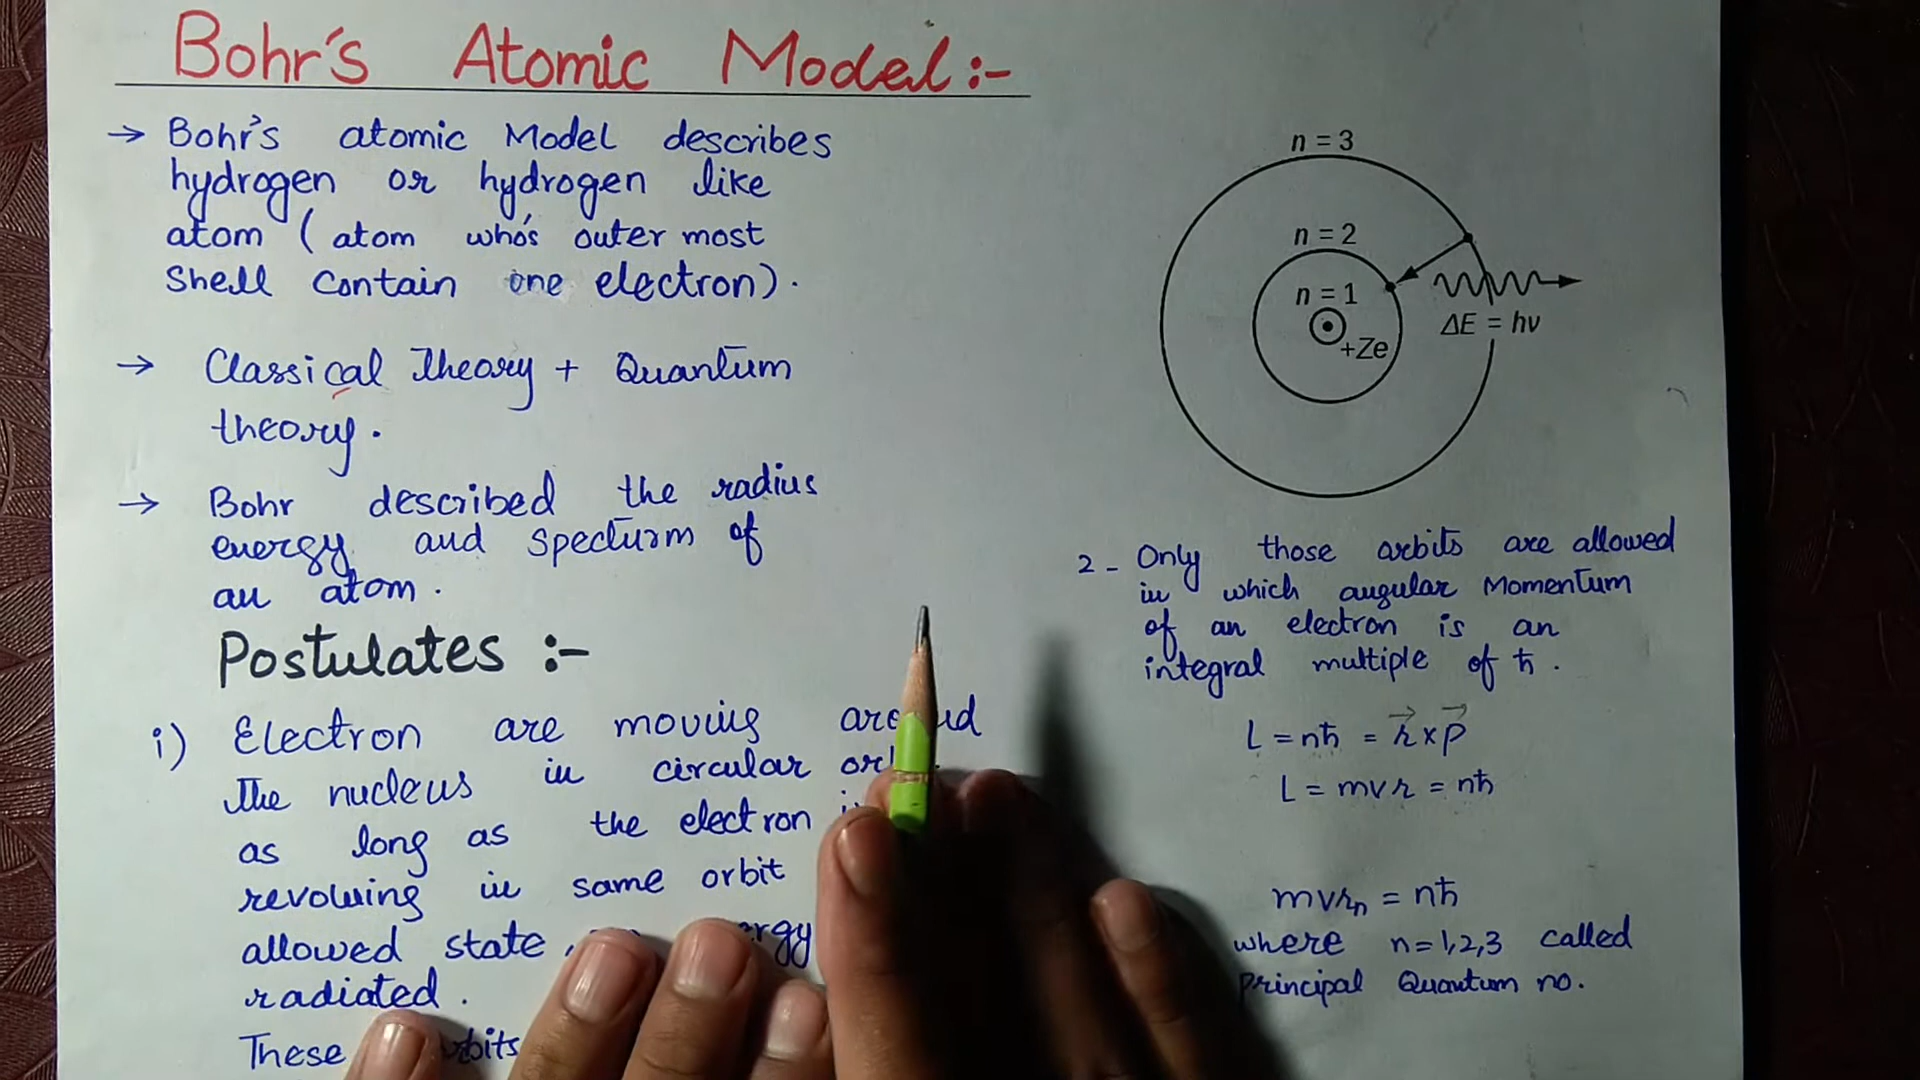 Bohr's Atomic Model :-
→ Bohr's atomic Model describes
hydrogen or hydrogen like
atom ( atom who's outer most
shell contain one electron).
→ Classical Theory + Quantum
theory.
→ Bohr described the radius
energy and specturm of
an atom.
Postulates :-
i) Electron are moving around
The nucleus in circular
as long as the electron
revolving in same orbit
allowed state,
radiated.
These
n = 3
n = 2
n = 1
+Ze
ΔE = hν
2 - Only those orbits are allowed
in which angular Momentum
of an electron is an
integral multiple of ħ.
L = nħ = r⃗ × p⃗
L = mvr = nħ
mvrₙ = nħ
where n=1,2,3 called
principal Quantum no.